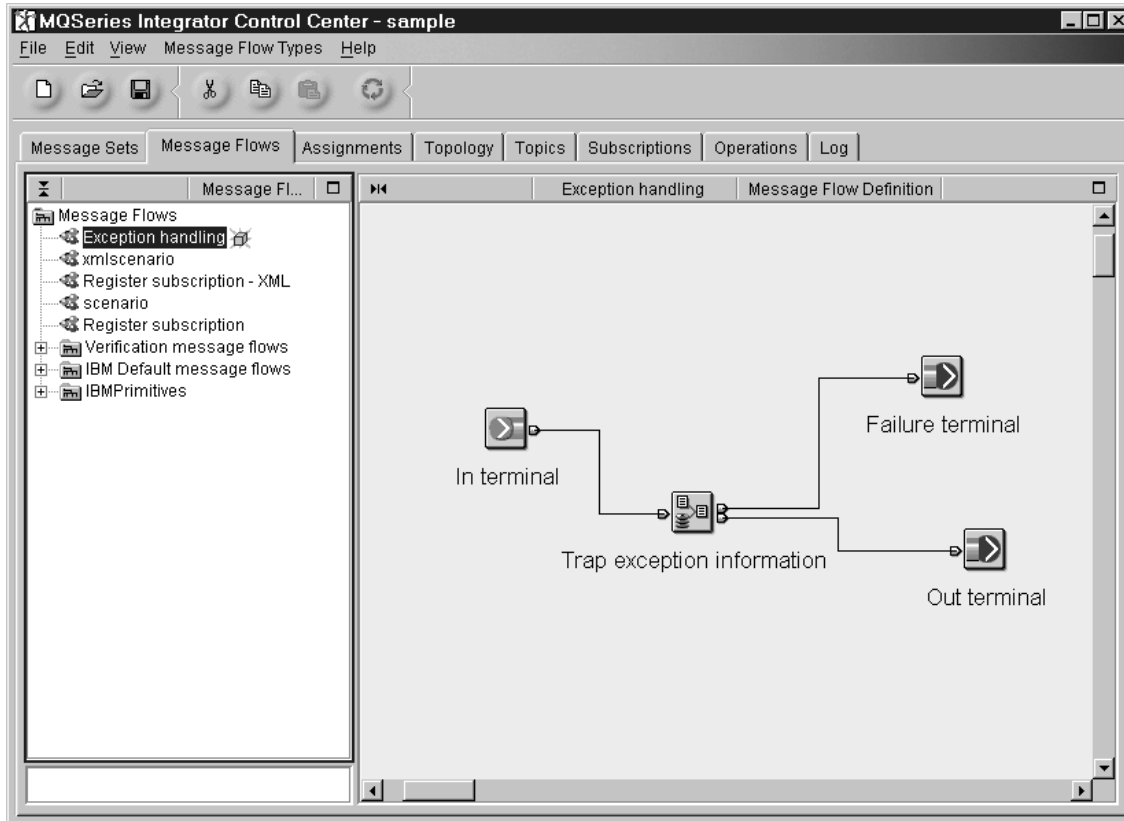 MQSeries Integrator Control Center - sample
File Edit View Message Flow Types Help
Message Sets Message Flows Assignments Topology Topics Subscriptions Operations Log
Message Fl...
Exception handling Message Flow Definition
Message Flows
Exception handling
xmlscenario
Register subscription - XML
scenario
Register subscription
Verification message flows
IBM Default message flows
IBMPrimitives
Failure terminal
In terminal
Trap exception information
Out terminal